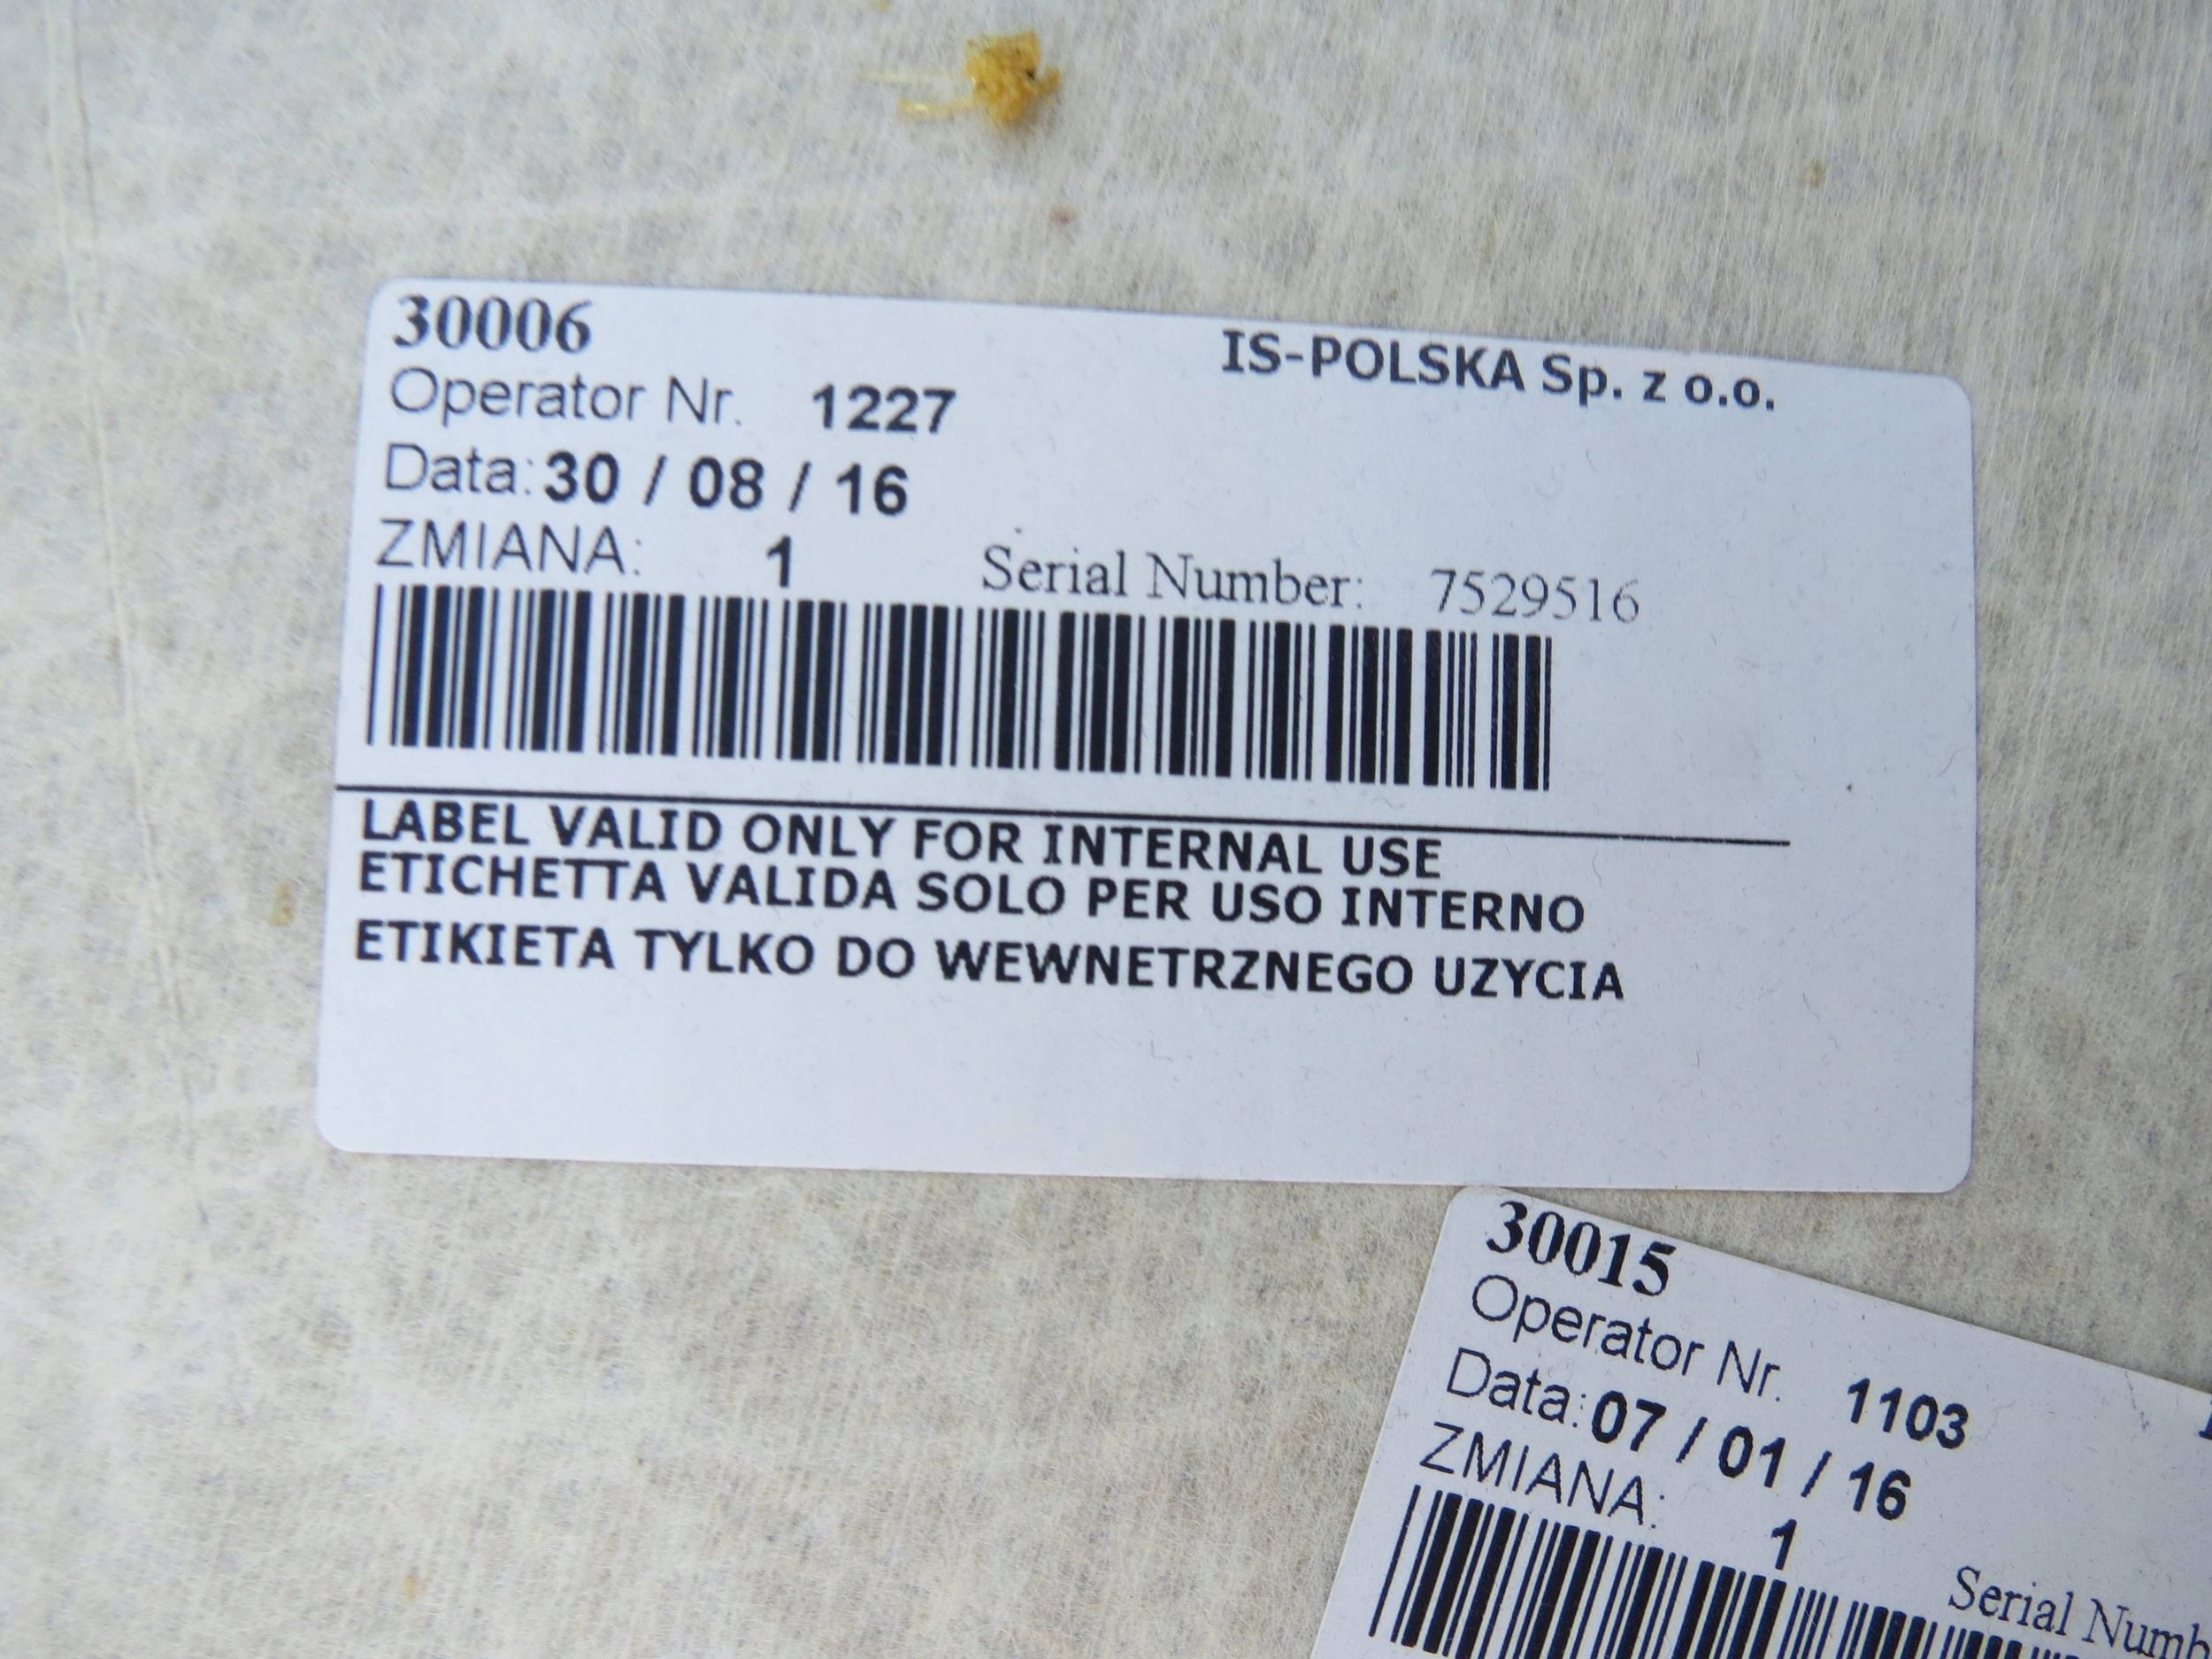 30006
IS-POLSKA Sp. z o.o.
Operator Nr. 1227
Data: 30 / 08 / 16
ZMIANA: 1 Serial Number: 7529516
LABEL VALID ONLY FOR INTERNAL USE
ETICHETTA VALIDA SOLO PER USO INTERNO
ETIKIETA TYLKO DO WEWNETRZNEGO UZYCIA
30015
Operator Nr. 1103
Data: 07 / 01 / 16
ZMIANA: 1
Serial Numb